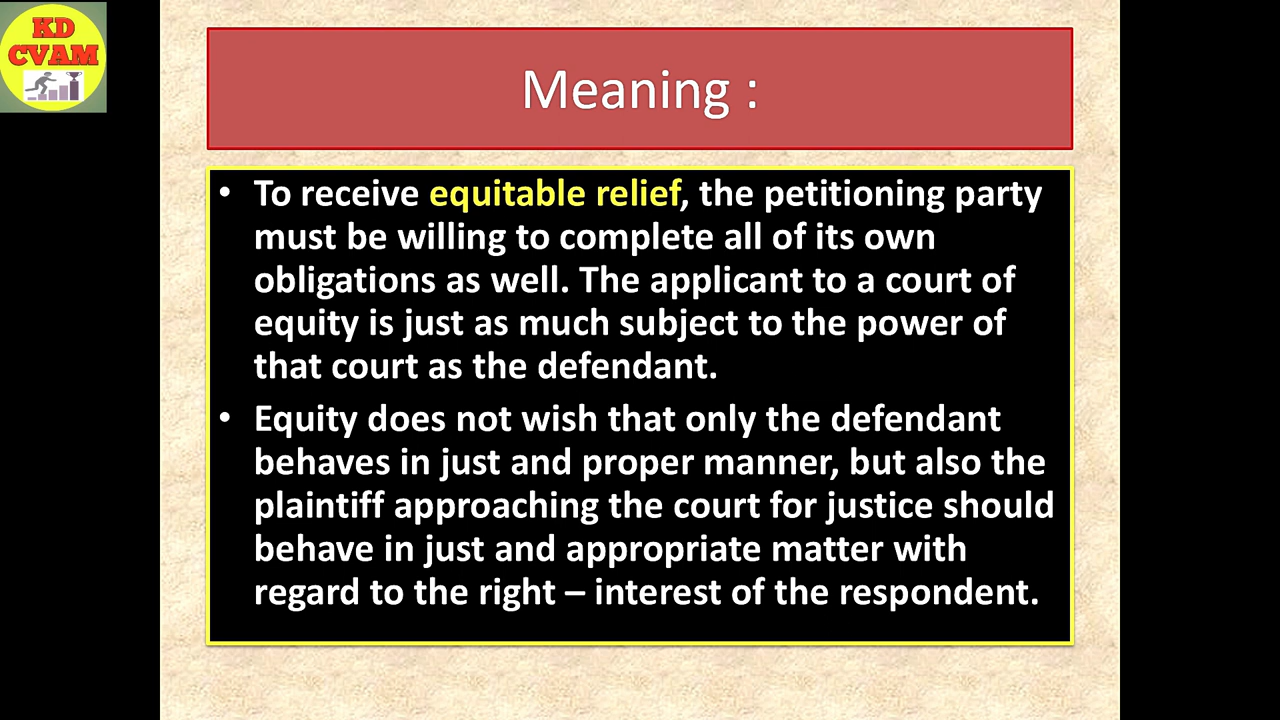 KD
CVAM
Meaning :
• To receive equitable relief, the petitioning party
must be willing to complete all of its own
obligations as well. The applicant to a court of
equity is just as much subject to the power of
that court as the defendant.
• Equity does not wish that only the defendant
behaves in just and proper manner, but also the
plaintiff approaching the court for justice should
behave in just and appropriate matter with
regard to the right – interest of the respondent.